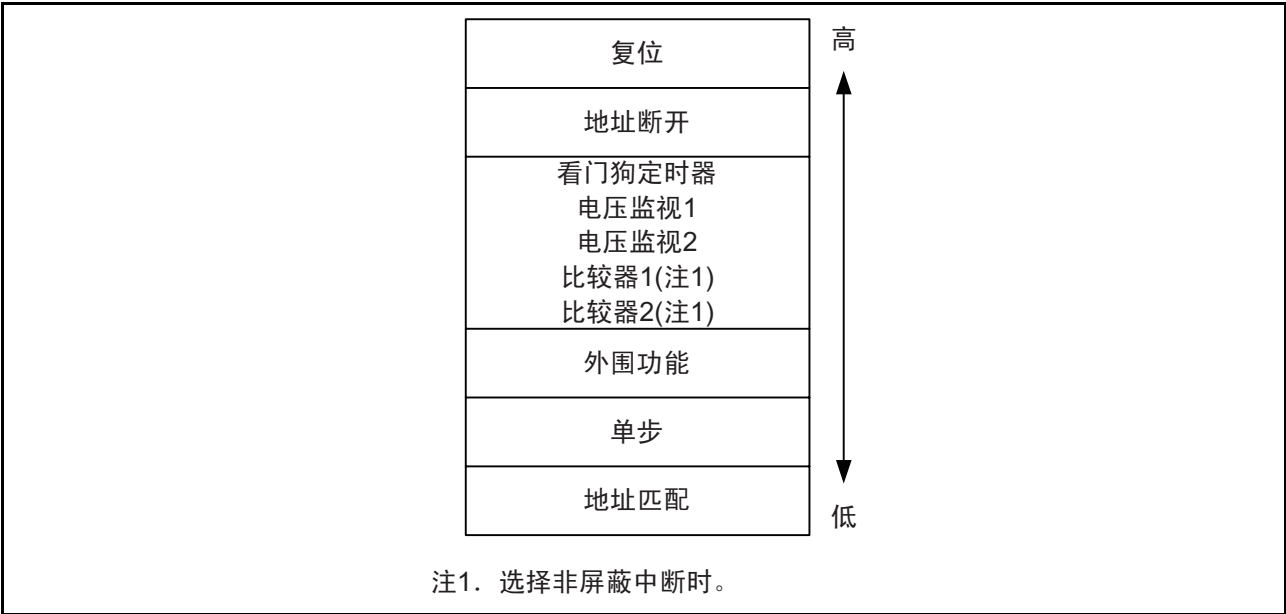 复位
高
地址断开
看门狗定时器
电压监视1
电压监视2
比较器1(注1)
比较器2(注1)
外围功能
单步
地址匹配
低
注1. 选择非屏蔽中断时。